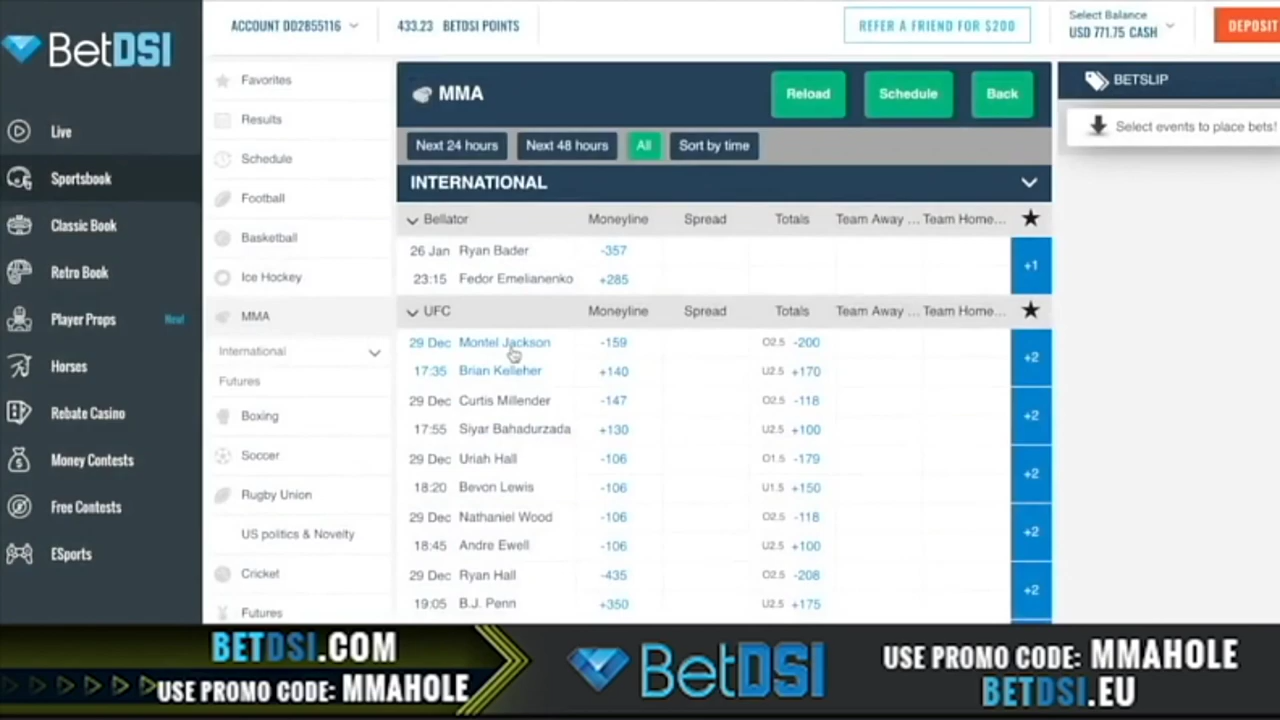 ACCOUNT DD2855116
433.23 BETDSI POINTS
REFER A FRIEND FOR $200
Select Balance
USD 771.75 CASH
DEPOSIT
BetDSI
Live
Sportsbook
Classic Book
Retro Book
Player Props New!
Horses
Rebate Casino
Money Contests
Free Contests
ESports
Favorites
Results
Schedule
Football
Basketball
Ice Hockey
MMA
International
Futures
Boxing
Soccer
Rugby Union
US politics & Novelty
Cricket
Futures
MMA
Reload
Schedule
Back
Next 24 hours
Next 48 hours
All
Sort by time
INTERNATIONAL
Bellator Moneyline Spread Totals Team Away ... Team Home...
26 Jan Ryan Bader -357
23:15 Fedor Emelianenko +285
+1
UFC Moneyline Spread Totals Team Away ... Team Home...
29 Dec Montel Jackson -159 O2.5 -200
17:35 Brian Kelleher +140 U2.5 +170
+2
29 Dec Curtis Millender -147 O2.5 -118
17:55 Siyar Bahadurzada +130 U2.5 +100
+2
29 Dec Uriah Hall -106 O1.5 -179
18:20 Bevon Lewis -106 U1.5 +150
+2
29 Dec Nathaniel Wood -106 O2.5 -118
18:45 Andre Ewell -106 U2.5 +100
+2
29 Dec Ryan Hall -435 O2.5 -208
19:05 B.J. Penn +350 U2.5 +175
+2
BETSLIP
Select events to place bets!
BETDSI.COM
USE PROMO CODE: MMAHOLE
BetDSI
USE PROMO CODE: MMAHOLE
BETDSI.EU